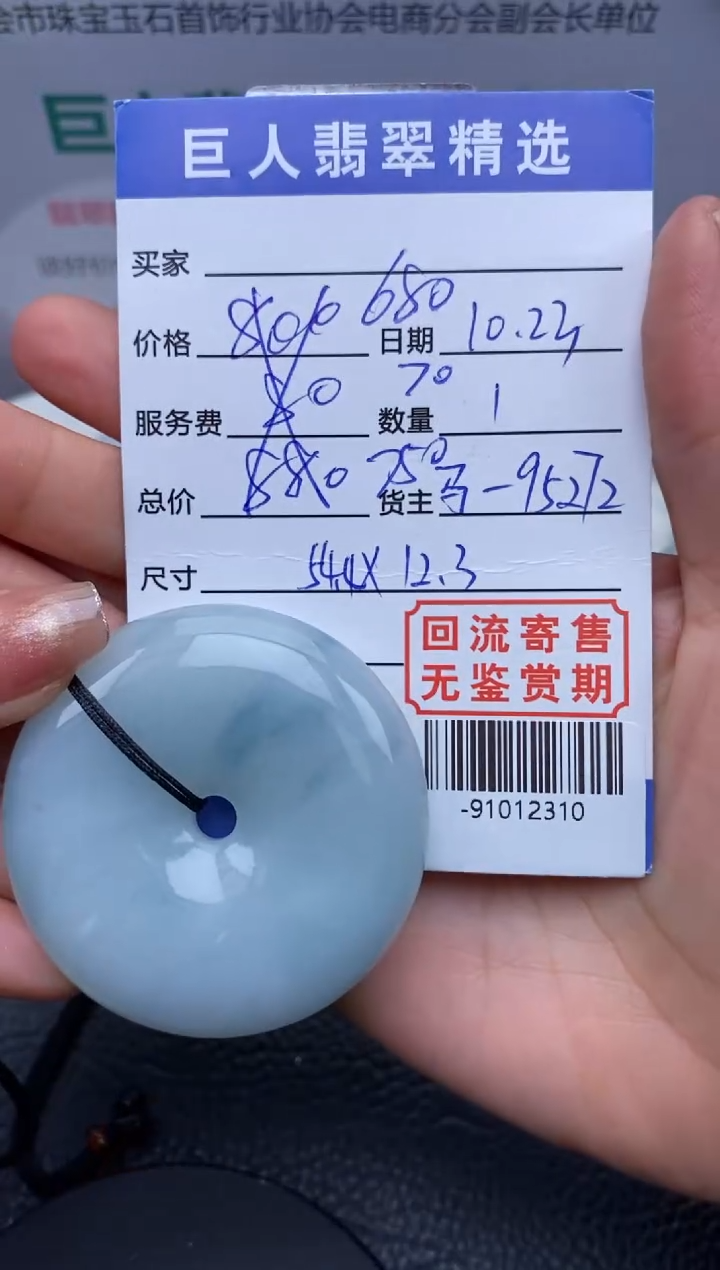 会市珠宝玉石首饰行业协会电商分会副会长单位
巨人翡翠精选
买家
价格 800 680 日期 10.22
服务费 80 70 数量 1
总价 880 750 货主 -95272
尺寸 54.4X12.3
回流寄售
无鉴赏期
-91012310